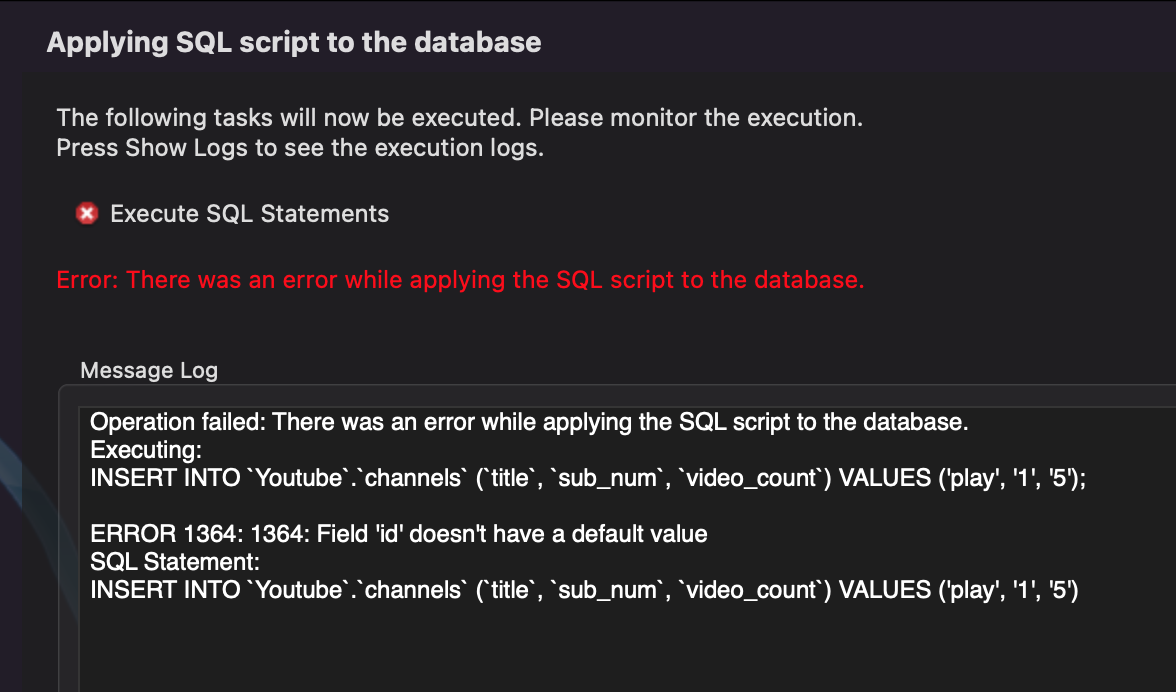 Applying SQL script to the database
The following tasks will now be executed. Please monitor the execution.
Press Show Logs to see the execution logs.
Execute SQL Statements
Error: There was an error while applying the SQL script to the database.
Message Log
Operation failed: There was an error while applying the SQL script to the database.
Executing:
INSERT INTO `Youtube`.`channels` (`title`, `sub_num`, `video_count`) VALUES ('play', '1', '5');
ERROR 1364: 1364: Field 'id' doesn't have a default value
SQL Statement:
INSERT INTO `Youtube`.`channels` (`title`, `sub_num`, `video_count`) VALUES ('play', '1', '5')